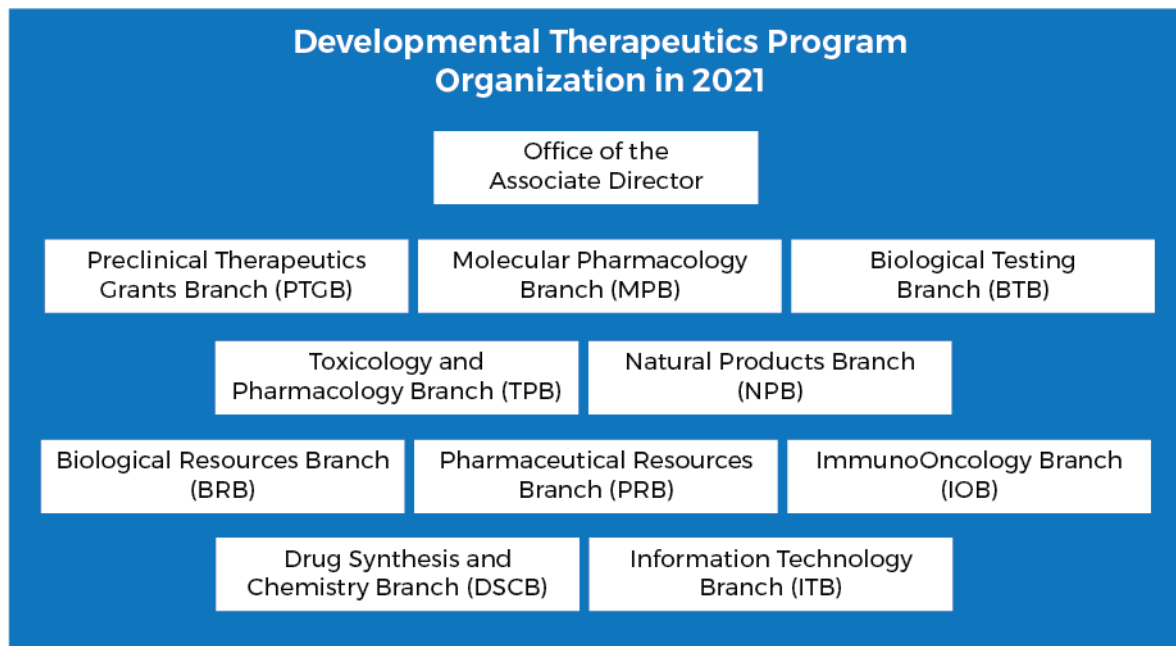 Developmental Therapeutics Program
Organization in 2021
Office of the
Associate Director
Preclinical Therapeutics
Grants Branch (PTGB)
Molecular Pharmacology
Branch (MPB)
Biological Testing
Branch (BTB)
Toxicology and
Pharmacology Branch (TPB)
Natural Products Branch
(NPB)
Biological Resources Branch
(BRB)
Pharmaceutical Resources
Branch (PRB)
ImmunoOncology Branch
(IOB)
Drug Synthesis and
Chemistry Branch (DSCB)
Information Technology
Branch (ITB)